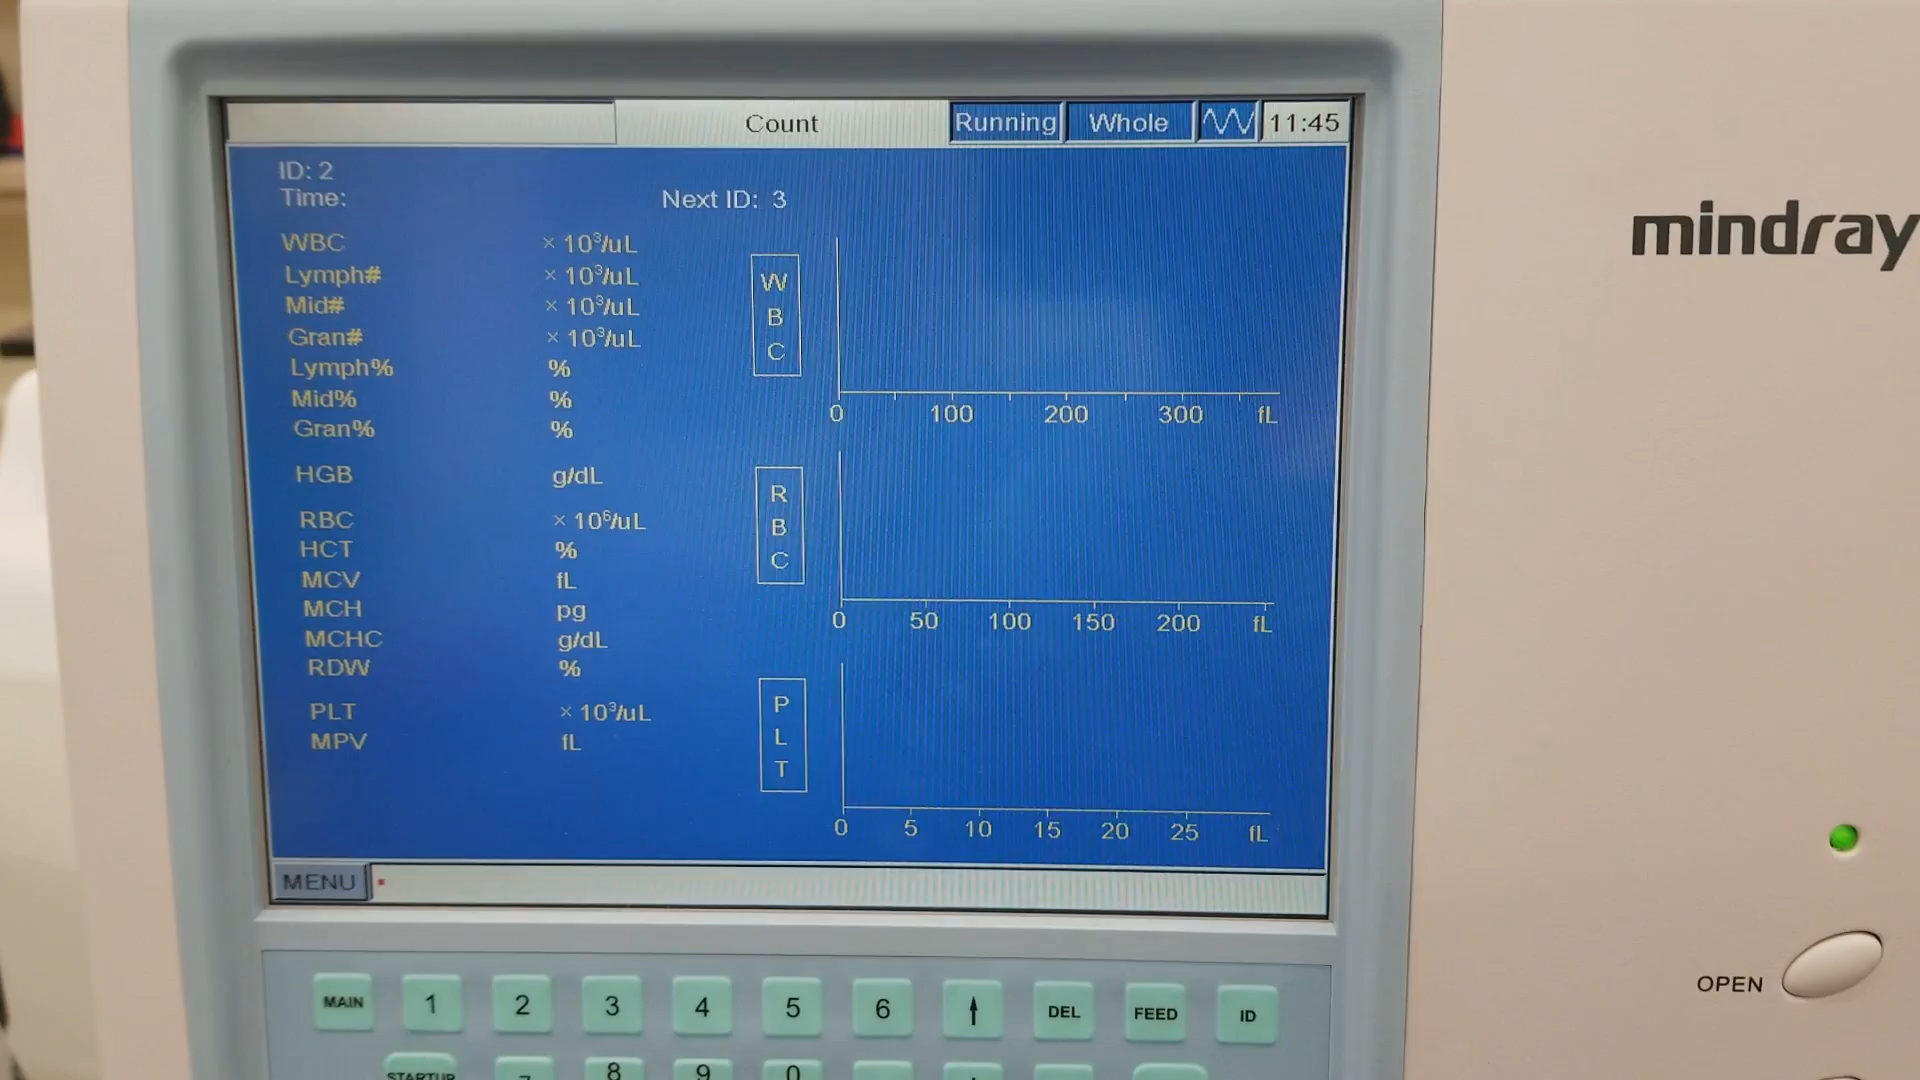 Count Running Whole 11:45
ID: 2
Time:
Next ID: 3
WBC × 10³/uL
Lymph# × 10³/uL
Mid# × 10³/uL
Gran# × 10³/uL
Lymph% %
Mid% %
Gran% %
HGB g/dL
RBC × 10⁶/uL
HCT %
MCV fL
MCH pg
MCHC g/dL
RDW %
PLT × 10³/uL
MPV fL
WBC
0 100 200 300 fL
RBC
0 50 100 150 200 fL
PLT
0 5 10 15 20 25 fL
MENU
mindray
OPEN
MAIN 1 2 3 4 5 6 ↑ DEL FEED ID
STARTUP 7 8 9 0